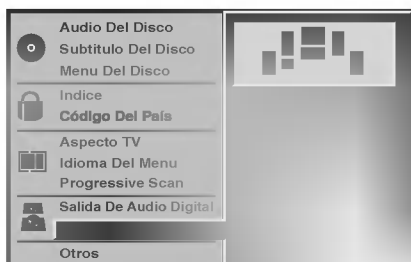 Audio Del Disco
Subtitulo Del Disco
Menu Del Disco
Indice
Código Del País
Aspecto TV
Idioma Del Menu
Progressive Scan
Salida De Audio Digital
Otros